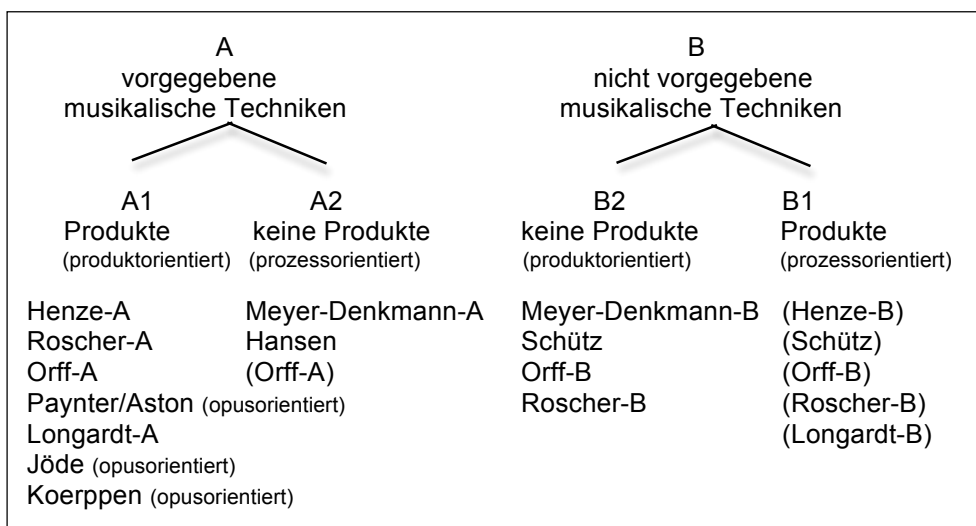 A
vorgegebene
musikalische Techniken
B
nicht vorgegebene
musikalische Techniken
A1
Produkte
(produktorientiert)
A2
keine Produkte
(prozessorientiert)
B2
keine Produkte
(produktorientiert)
B1
Produkte
(prozessorientiert)
Henze-A
Roscher-A
Orff-A
Paynter/Aston (opusorientiert)
Longardt-A
Jöde (opusorientiert)
Koerppen (opusorientiert)
Meyer-Denkmann-A
Hansen
(Orff-A)
Meyer-Denkmann-B
Schütz
Orff-B
Roscher-B
(Henze-B)
(Schütz)
(Orff-B)
(Roscher-B)
(Longardt-B)